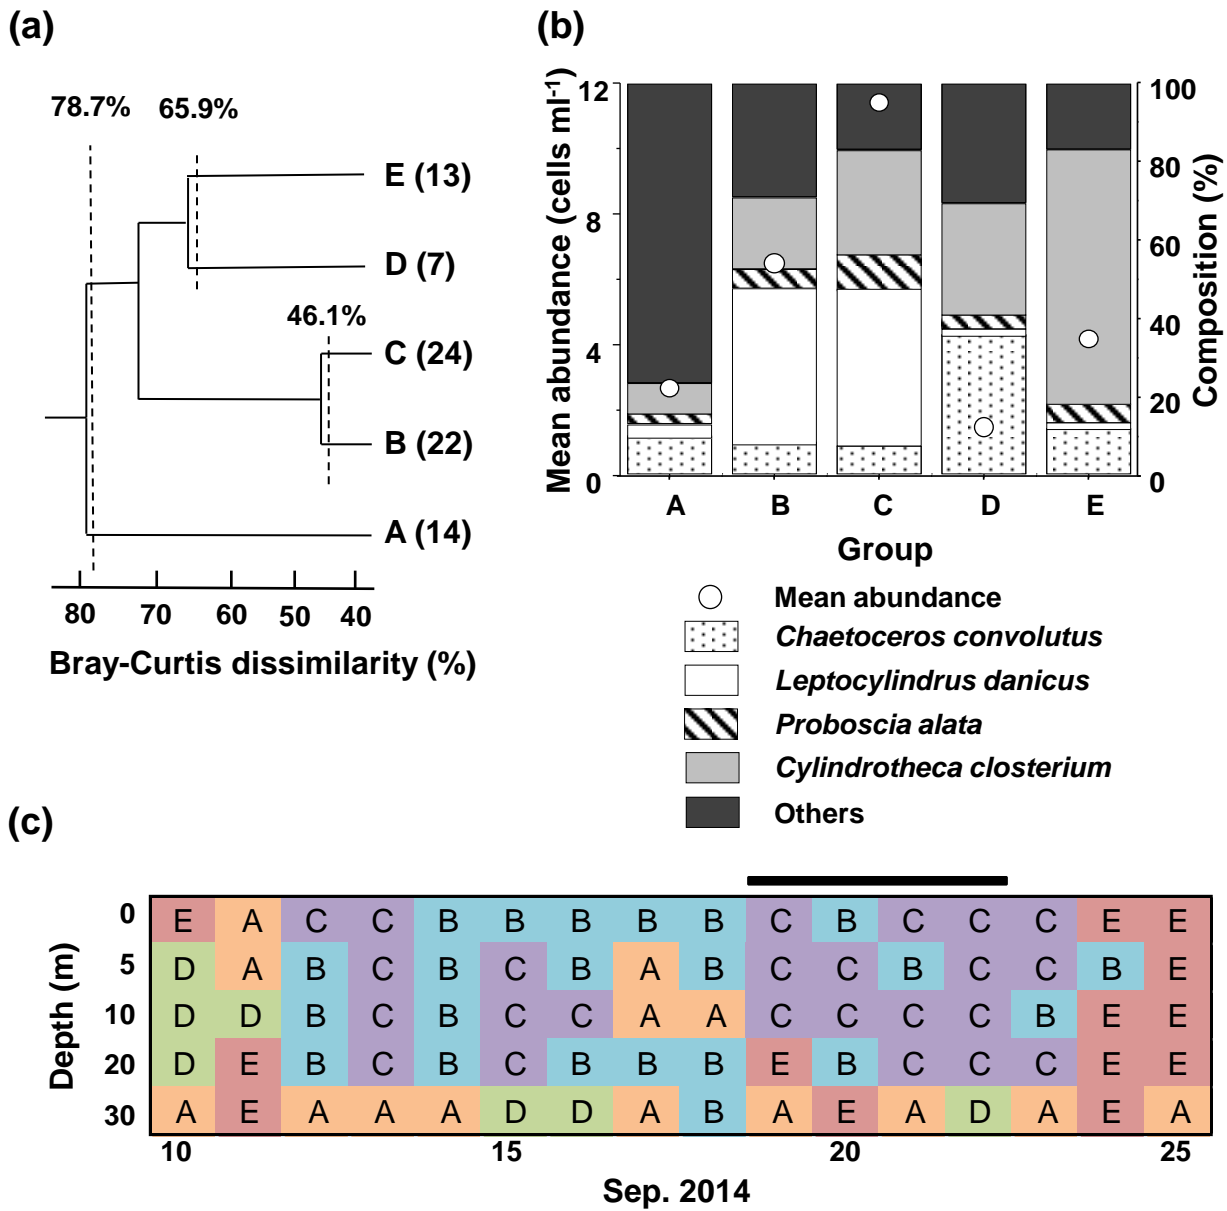 (a)
78.7%
65.9%
E (13)
D (7)
46.1%
C (24)
B (22)
A (14)
80 70 60 50 40
Bray-Curtis dissimilarity (%)
(b)
Mean abundance (cells ml-1)
12
8
4
0
100
80
60
40
20
0
Composition (%)
A B C D E
Group
Mean abundance
Chaetoceros convolutus
Leptocylindrus danicus
Proboscia alata
Cylindrotheca closterium
Others
(c)
Depth (m)
0 E A C C B B B B B C B C C C E E
5 D A B C B C B A B C C B C C B E
10 D D B C B C C A A C C C C B E E
20 D E B C B C B B B E B C C C E E
30 A E A A A D D A B A E A D A E A
10 15 20 25
Sep. 2014